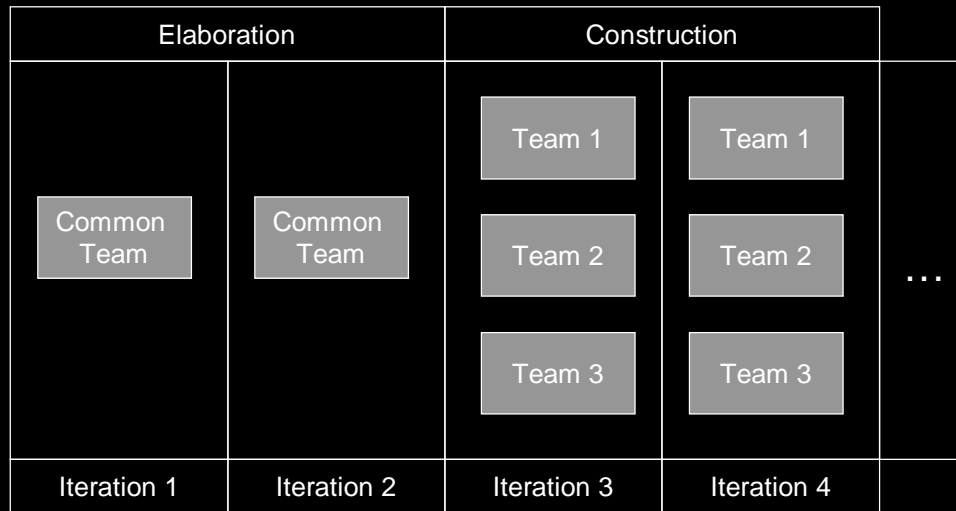 Elaboration
Construction
Common
Team
Common
Team
Team 1
Team 2
Team 3
Team 1
Team 2
Team 3
...
Iteration 1
Iteration 2
Iteration 3
Iteration 4